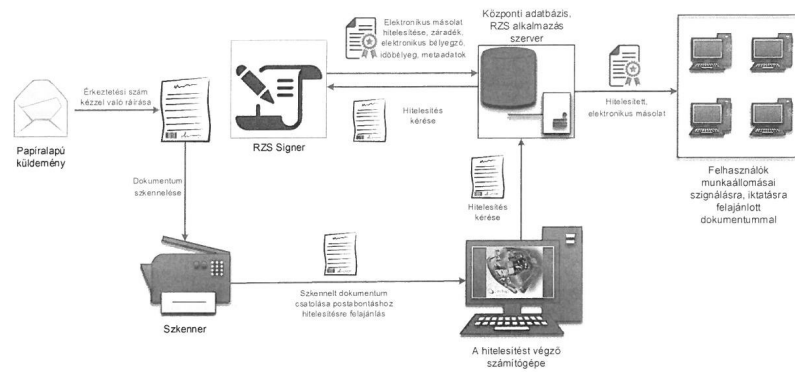 Elektronikus másolat
hitelesítése, záradék,
elektronikus bélyegző,
időbélyeg, metaadatok
Központi adatbázis,
RZS alkalmazás
szerver
Érkeztetési szám
kézzel való ráírása
Papíralapú
küldemény
RZS Signer
Hitelesítés
kérése
Hitelesített,
elektronikus másolat
Felhasználók
munkaállomásai
szignálásra, iktatásra
felajánlott
dokumentummal
Dokumentum
szkennelése
Hitelesítés
kérése
Szkenner
Szkennelt dokumentum
csatolása postabontáshoz
hitelesítésre felajánlás
A hitelesítést végző
számítógépe